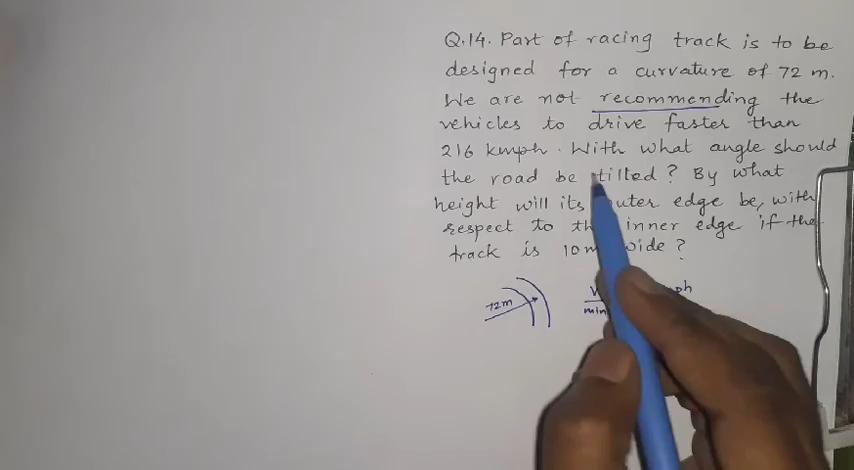 Q.14. Part of racing track is to be
designed for a curvature of 72 m.
We are not recommending the
vehicles to drive faster than
216 kmph. With what angle should
the road be tilted? By what
height will its outer edge be, with
respect to the inner edge if the
track is 10 m wide?
72m
min